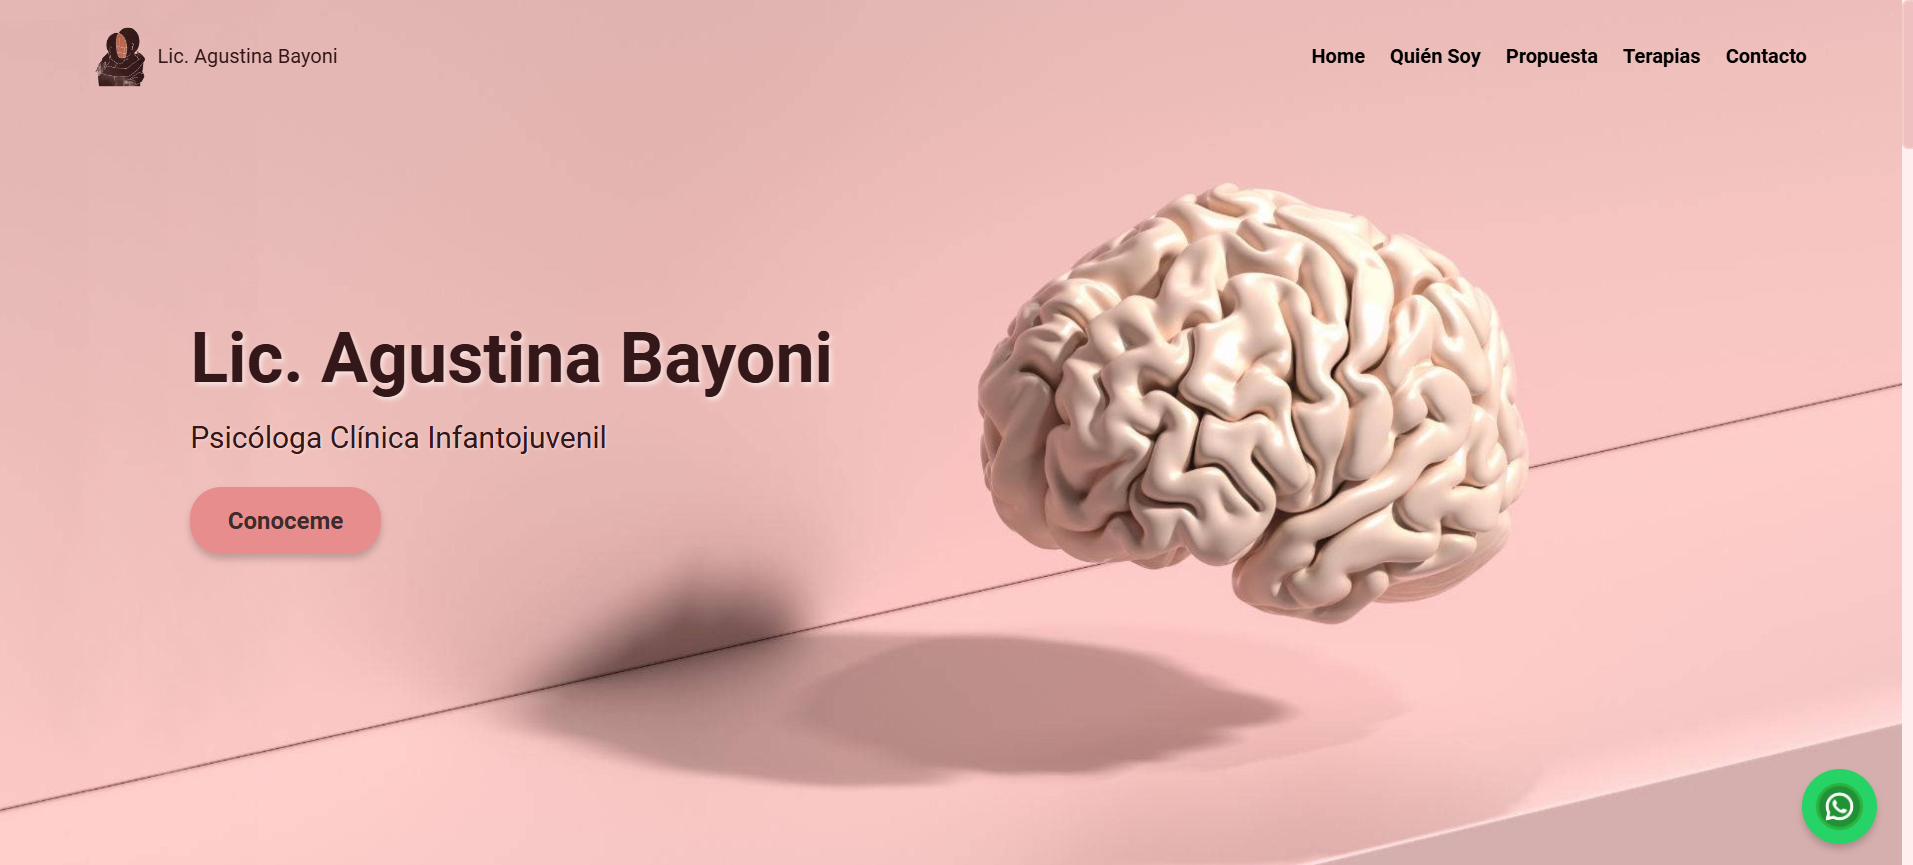 Lic. Agustina Bayoni
Home Quién Soy Propuesta Terapias Contacto
Lic. Agustina Bayoni
Psicóloga Clínica Infantojuvenil
Conoceme